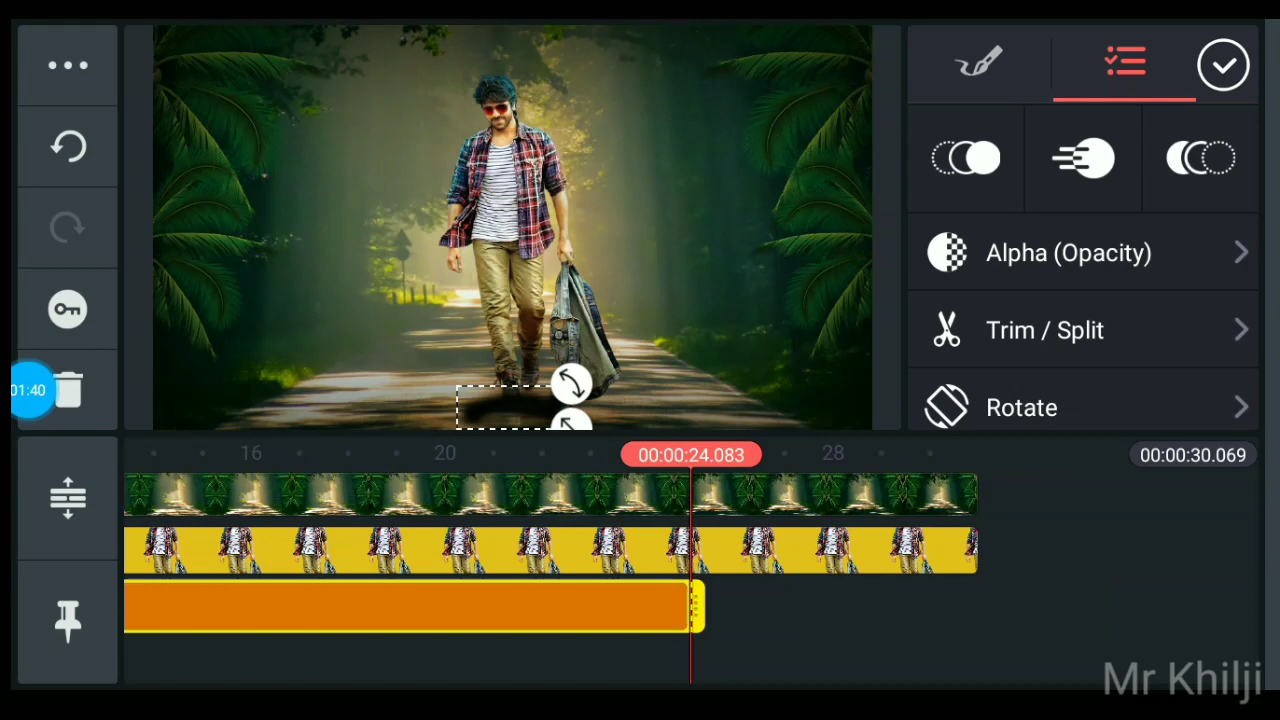 Alpha (Opacity)
Trim / Split
01:40
Rotate
16
20
00:00:24.083
28
00:00:30.069
Mr Khilji